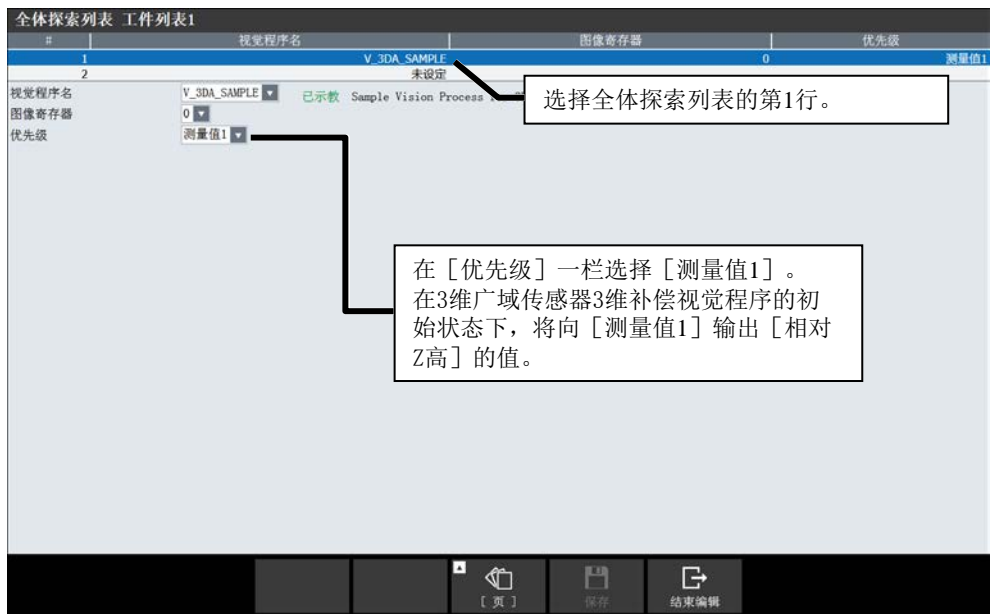 全体探索列表 工件列表1
# 视觉程序名 图像寄存器 优先级
1 V_3DA_SAMPLE 0 测量值1
2 未设定
视觉程序名 V_3DA_SAMPLE 已示教 Sample Vision Process
图像寄存器 0
优先级 测量值1
选择全体探索列表的第1行。
在［优先级］一栏选择［测量值1］。
在3维广域传感器3维补偿视觉程序的初
始状态下，将向［测量值1］输出［相对
Z高］的值。
[ 页 ] 保存 结束编辑